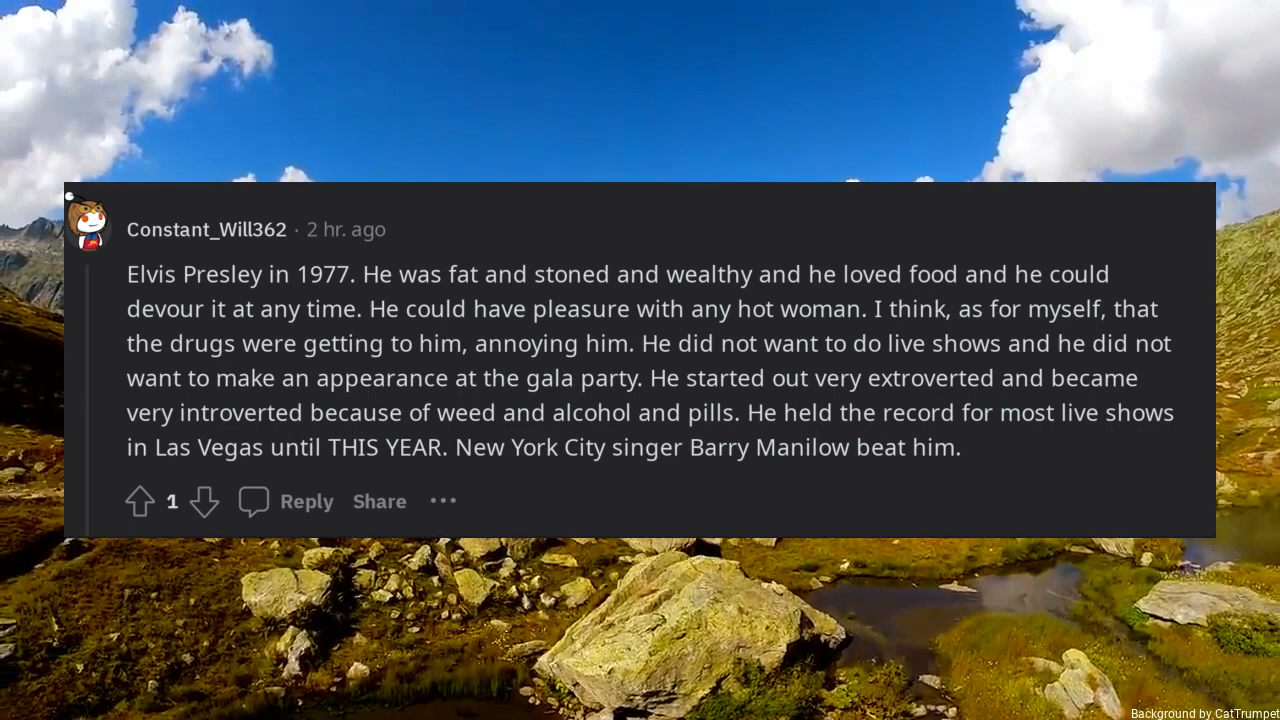 Constant_Will362 · 2 hr. ago
Elvis Presley in 1977. He was fat and stoned and wealthy and he loved food and he could
devour it at any time. He could have pleasure with any hot woman. I think, as for myself, that
the drugs were getting to him, annoying him. He did not want to do live shows and he did not
want to make an appearance at the gala party. He started out very extroverted and became
very introverted because of weed and alcohol and pills. He held the record for most live shows
in Las Vegas until THIS YEAR. New York City singer Barry Manilow beat him.
1 Reply Share ···
Background by CatTrumpet